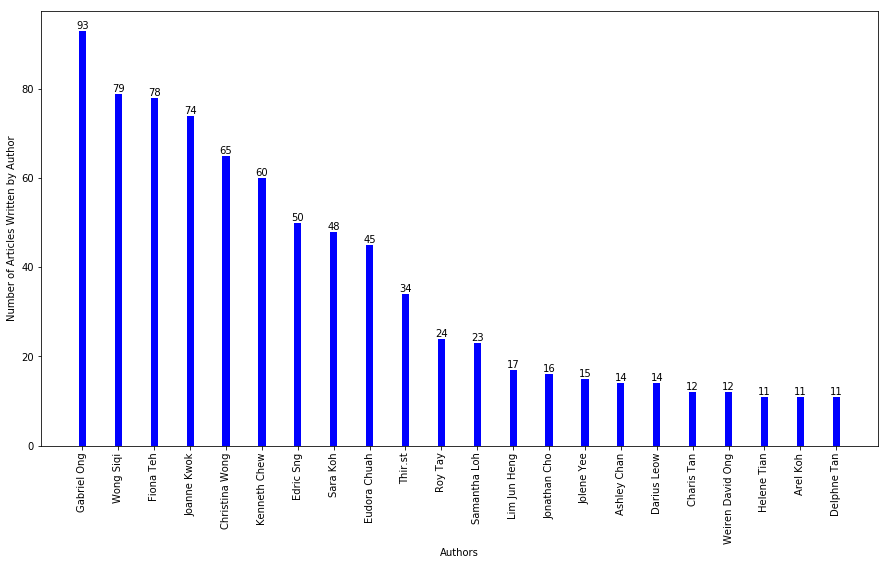 93
79
78
74
65
60
50
48
45
34
24
23
17
16
15
14
14
12
12
11
11
11
80
60
40
20
0
Number of Articles Written by Author
Gabriel Ong
Wong Siqi
Fiona Teh
Joanne Kwok
Christina Wong
Kenneth Chew
Edric Sng
Sara Koh
Eudora Chuah
Thir.st
Roy Tay
Samantha Loh
Lim Jun Heng
Jonathan Cho
Jolene Yee
Ashley Chan
Darius Leow
Charis Tan
Weiren David Ong
Helene Tian
Arel Koh
Delphne Tan
Authors